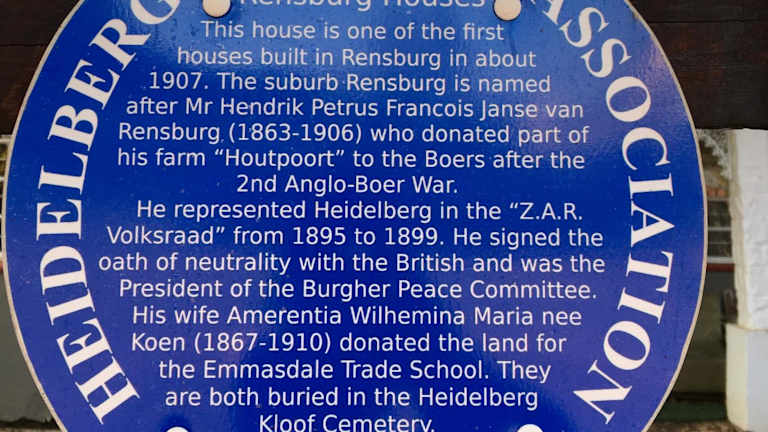 Rensburg Houses
This house is one of the first
houses built in Rensburg in about
1907. The suburb Rensburg is named
after Mr Hendrik Petrus Francois Janse van
Rensburg (1863-1906) who donated part of
his farm “Houtpoort” to the Boers after the
2nd Anglo-Boer War.
He represented Heidelberg in the “Z.A.R.
Volksraad” from 1895 to 1899. He signed the
oath of neutrality with the British and was the
President of the Burgher Peace Committee.
His wife Amerentia Wilhemina Maria nee
Koen (1867-1910) donated the land for
the Emmasdale Trade School. They
are both buried in the Heidelberg
Kloof Cemetery.
HEIDELBERG
ASSOCIATION